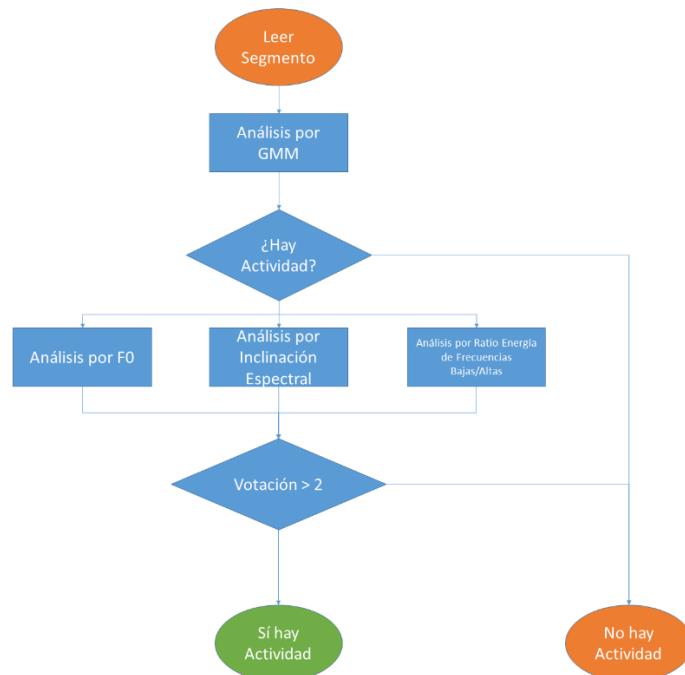 Leer
Segmento
Análisis por
GMM
¿Hay
Actividad?
Análisis por F0
Análisis por
Inclinación
Espectral
Análisis por Ratio Energía
de Frecuencias
Bajas/Altas
Votación > 2
Sí hay
Actividad
No hay
Actividad